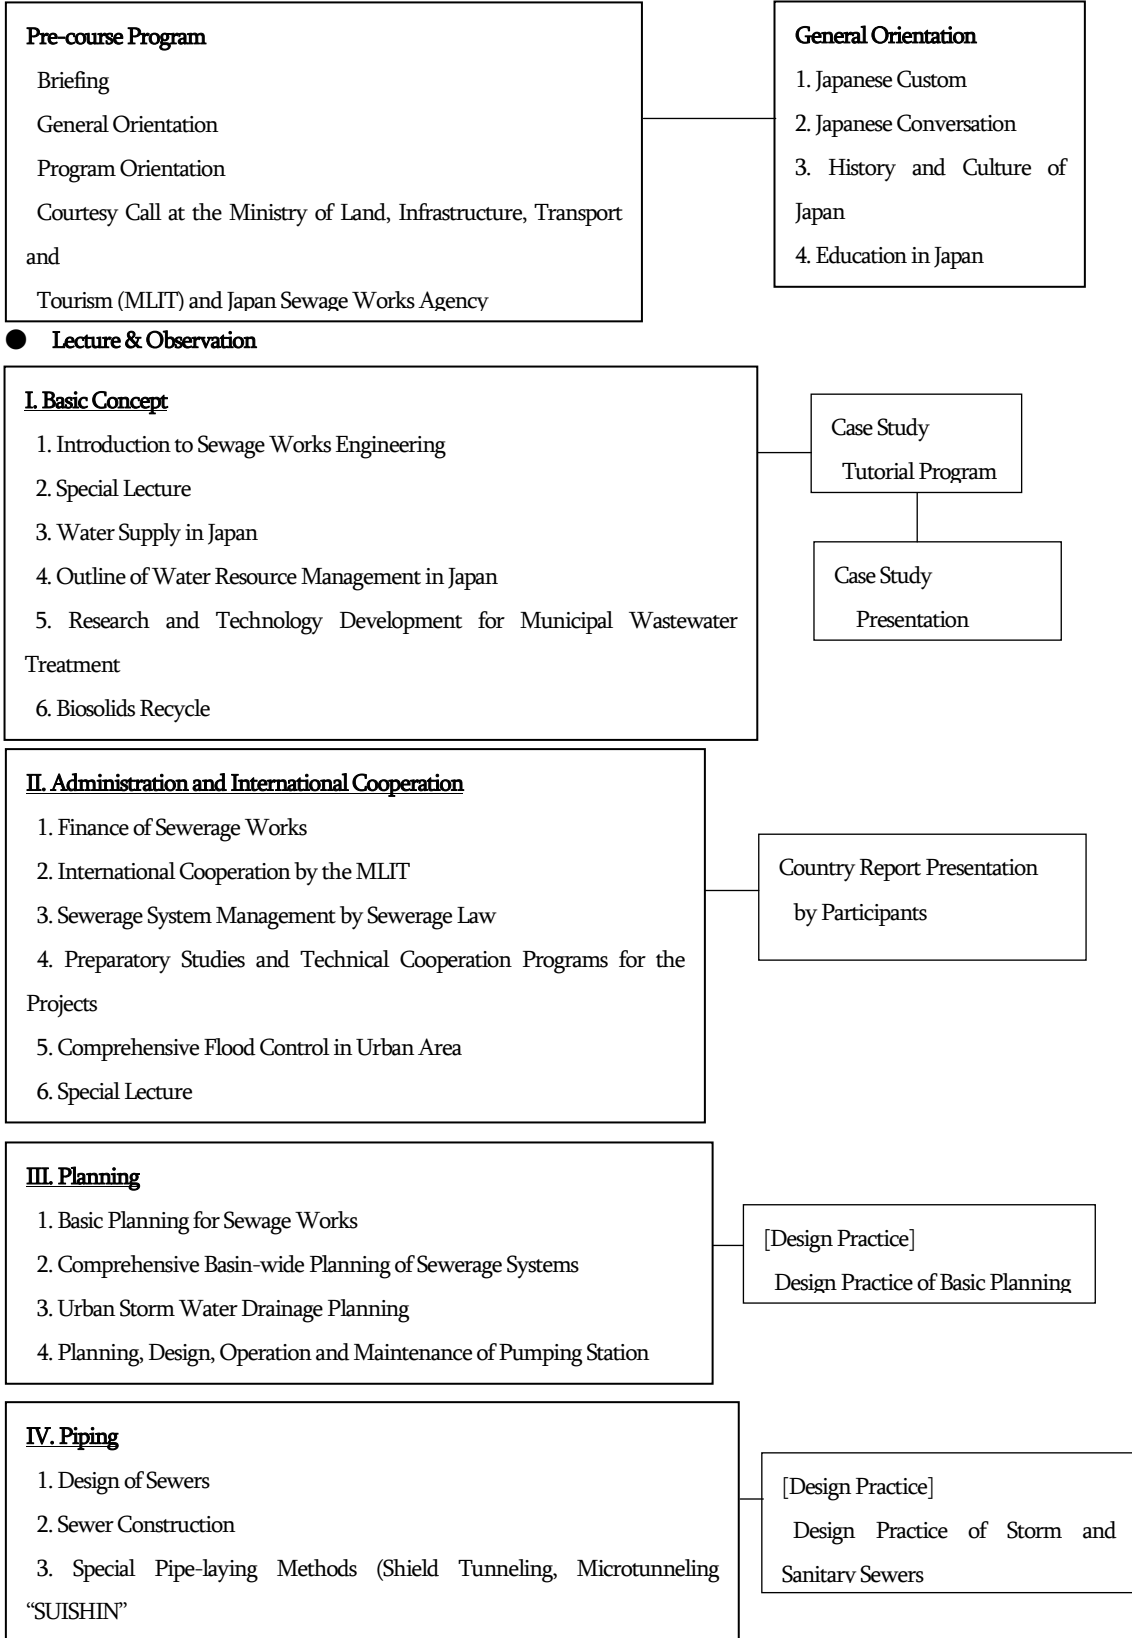 Pre-course Program
Briefing
General Orientation
Program Orientation
Courtesy Call at the Ministry of Land, Infrastructure, Transport
and
Tourism (MLIT) and Japan Sewage Works Agency
General Orientation
1. Japanese Custom
2. Japanese Conversation
3. History and Culture of
Japan
4. Education in Japan
● Lecture & Observation
I. Basic Concept
1. Introduction to Sewage Works Engineering
2. Special Lecture
3. Water Supply in Japan
4. Outline of Water Resource Management in Japan
5. Research and Technology Development for Municipal Wastewater
Treatment
6. Biosolids Recycle
Case Study
Tutorial Program
Case Study
Presentation
II. Administration and International Cooperation
1. Finance of Sewerage Works
2. International Cooperation by the MLIT
3. Sewerage System Management by Sewerage Law
4. Preparatory Studies and Technical Cooperation Programs for the
Projects
5. Comprehensive Flood Control in Urban Area
6. Special Lecture
Country Report Presentation
by Participants
III. Planning
1. Basic Planning for Sewage Works
2. Comprehensive Basin-wide Planning of Sewerage Systems
3. Urban Storm Water Drainage Planning
4. Planning, Design, Operation and Maintenance of Pumping Station
[Design Practice]
Design Practice of Basic Planning
IV. Piping
1. Design of Sewers
2. Sewer Construction
3. Special Pipe-laying Methods (Shield Tunneling, Microtunneling
“SUISHIN”
[Design Practice]
Design Practice of Storm and
Sanitary Sewers